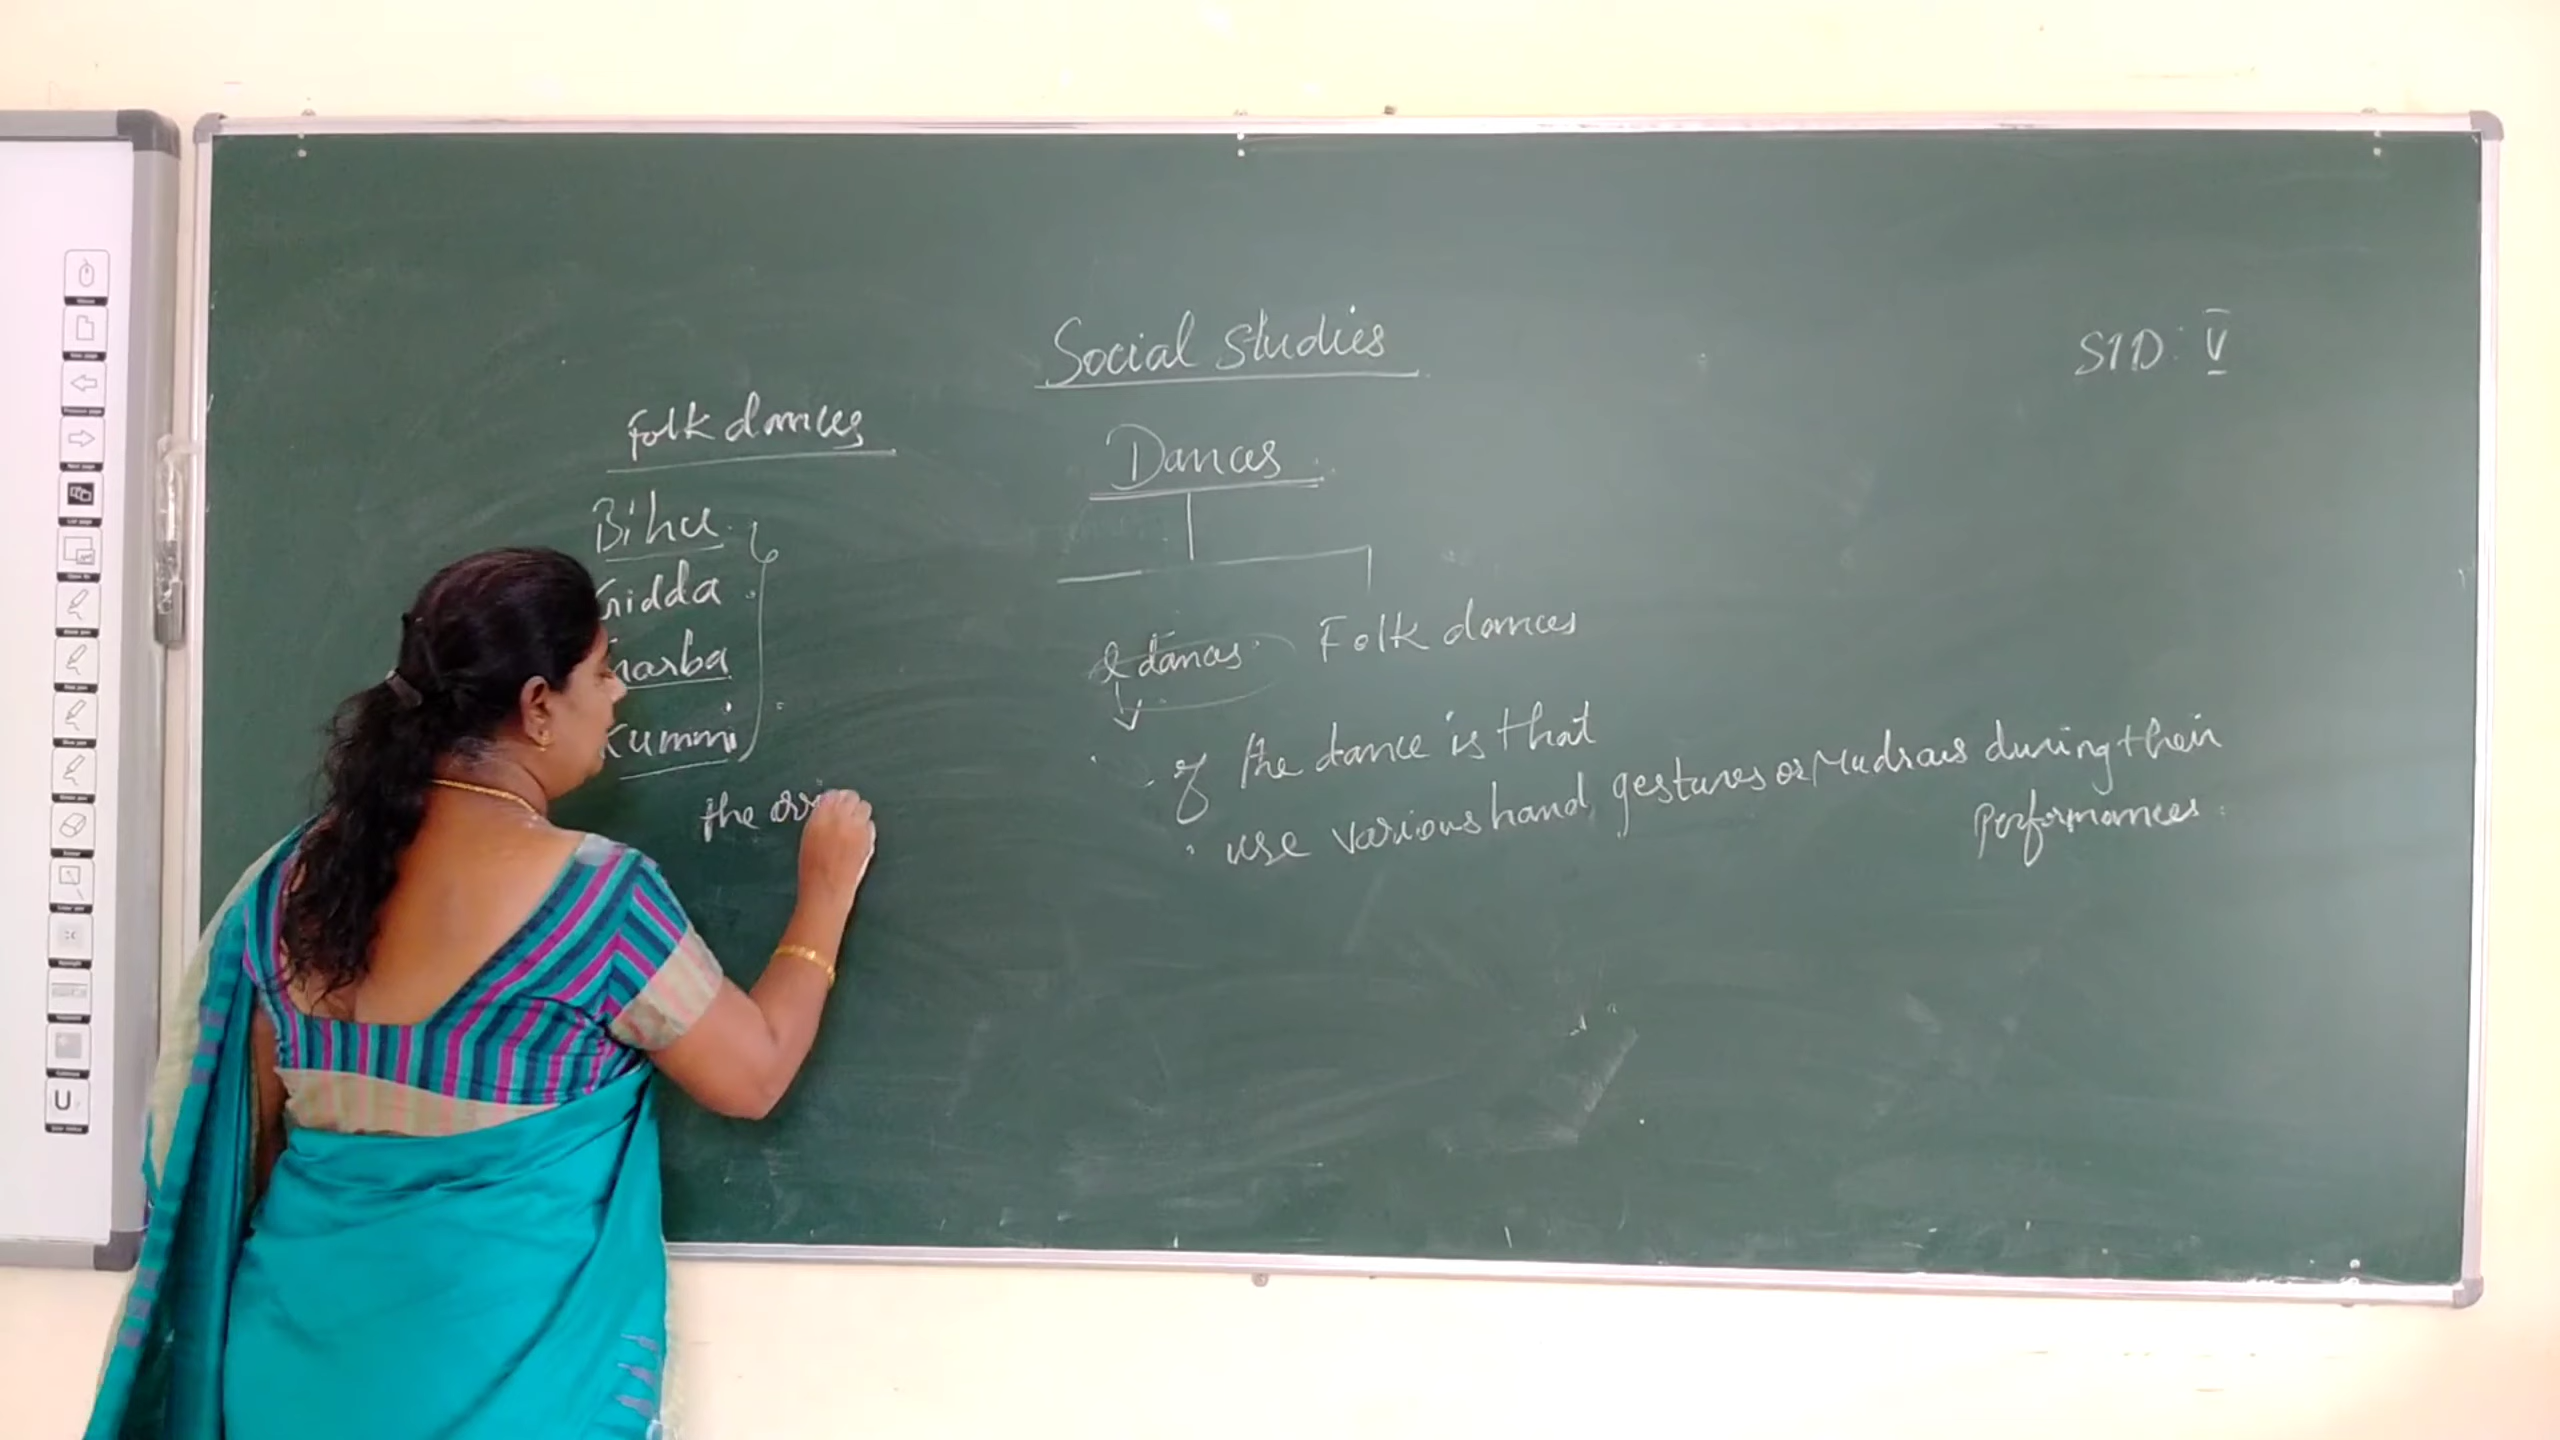 Social Studies
STD: V
Folk dances
Dances
Bihu
Gidda
Garba
Kummi
dances
Folk dances
of the dance is that
use various hand gestures or Mudras during their
Performances.
the
U